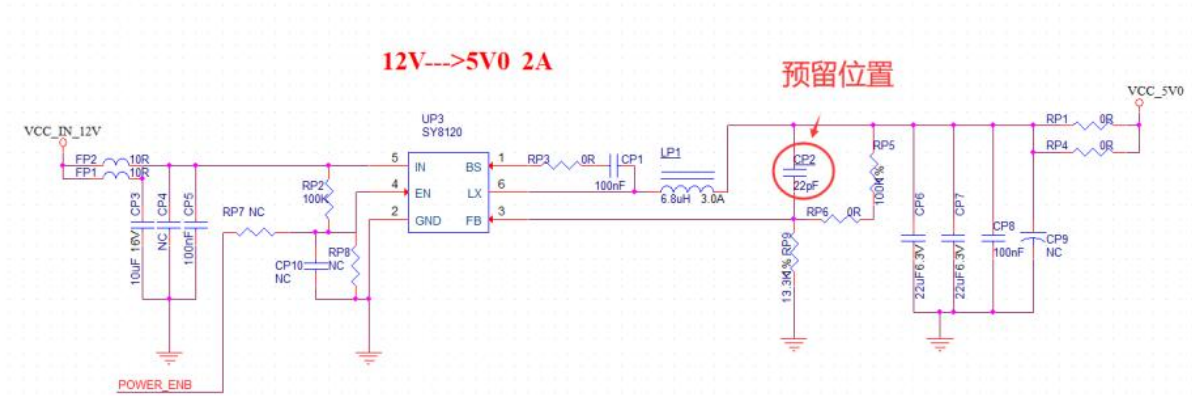 12V--->5V0 2A
预留位置
VCC_5V0
VCC_IN_12V
UP3
SY8120
FP2 10R
FP1 10R
5 IN
4 EN
2 GND
BS 1
LX 6
FB 3
RP3 0R
CP1
100nF
LP1
6.8uH 3.0A
CP2
22pF
RP5
100K1%
RP1 0R
RP4 0R
RP6 0R
RP2
100K
RP7 NC
CP3
10uF 16V
CP4
NC
CP5
100nF
CP10
NC
RP8
NC
RP9
13.3K1%
CP6
22uF6.3V
CP7
22uF6.3V
CP8
100nF
CP9
NC
POWER_ENB